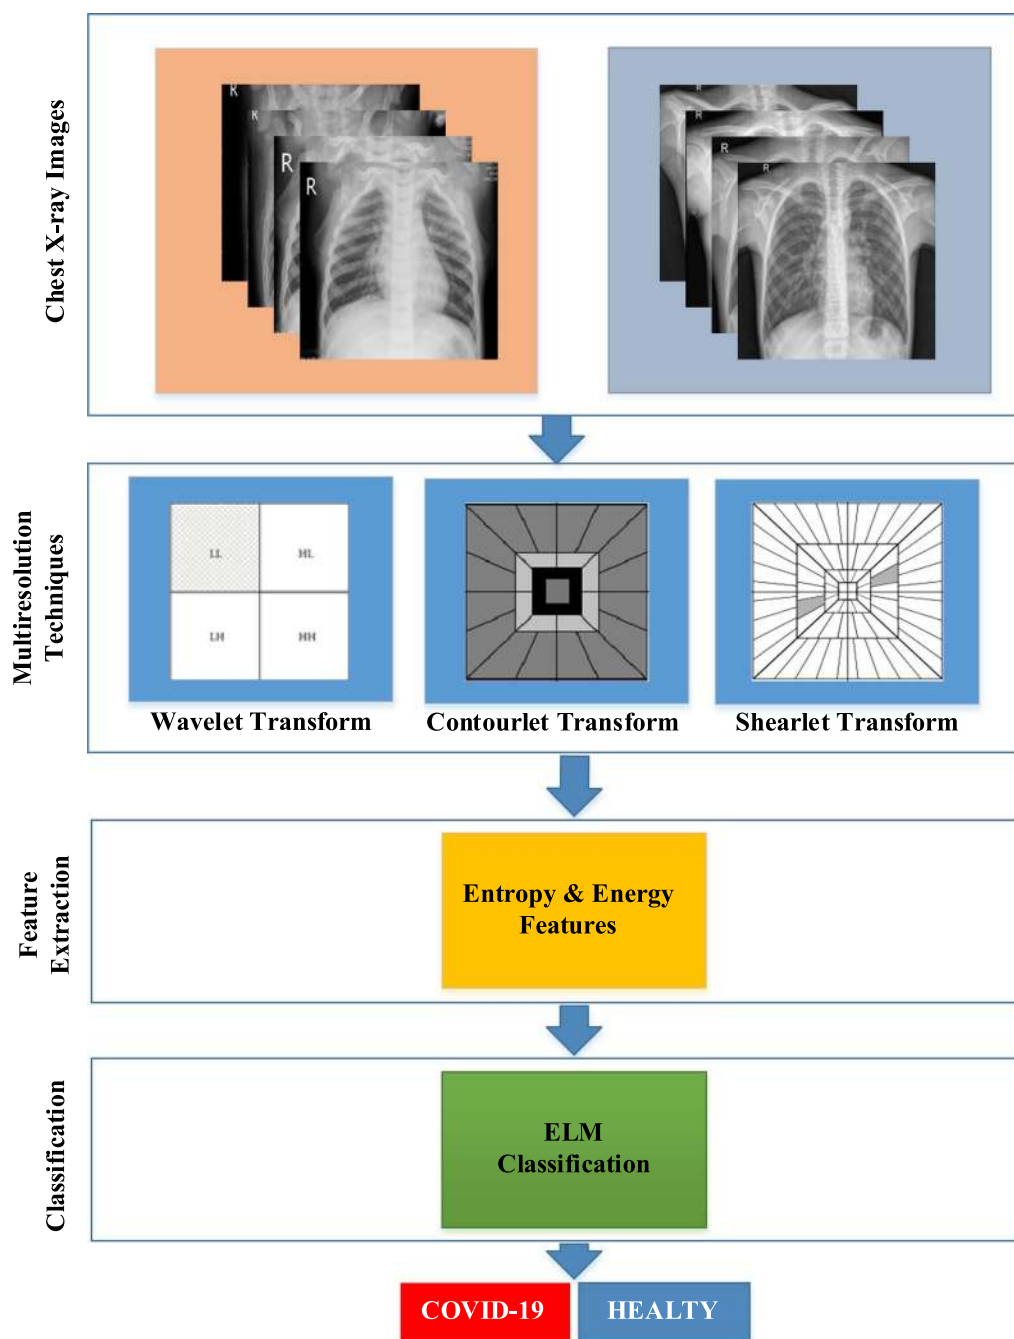 Chest X-ray Images
R
R
R
R
R
R
R
R
Multiresolution
Techniques
LL
HL
LH
HH
Wavelet Transform
Contourlet Transform
Shearlet Transform
Feature
Extraction
Entropy & Energy
Features
Classification
ELM
Classification
COVID-19
HEALTY